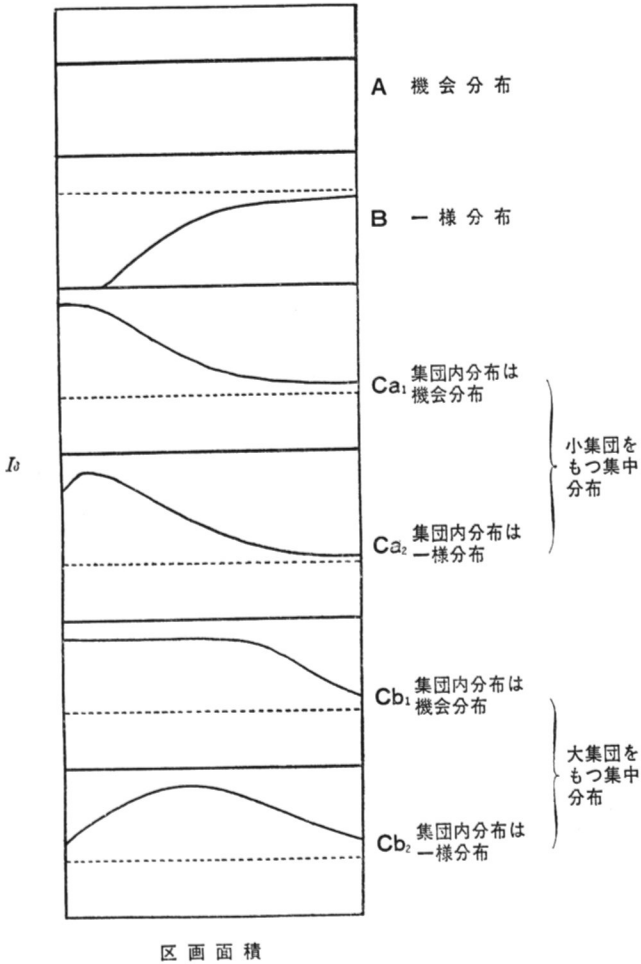 A 機会分布
B 一様分布
Ca₁ 集団内分布は
機会分布
Ca₂ 集団内分布は
一様分布
小集団を
もつ集中
分布
Iδ
Cb₁ 集団内分布は
機会分布
Cb₂ 集団内分布は
一様分布
大集団を
もつ集中
分布
区画面積